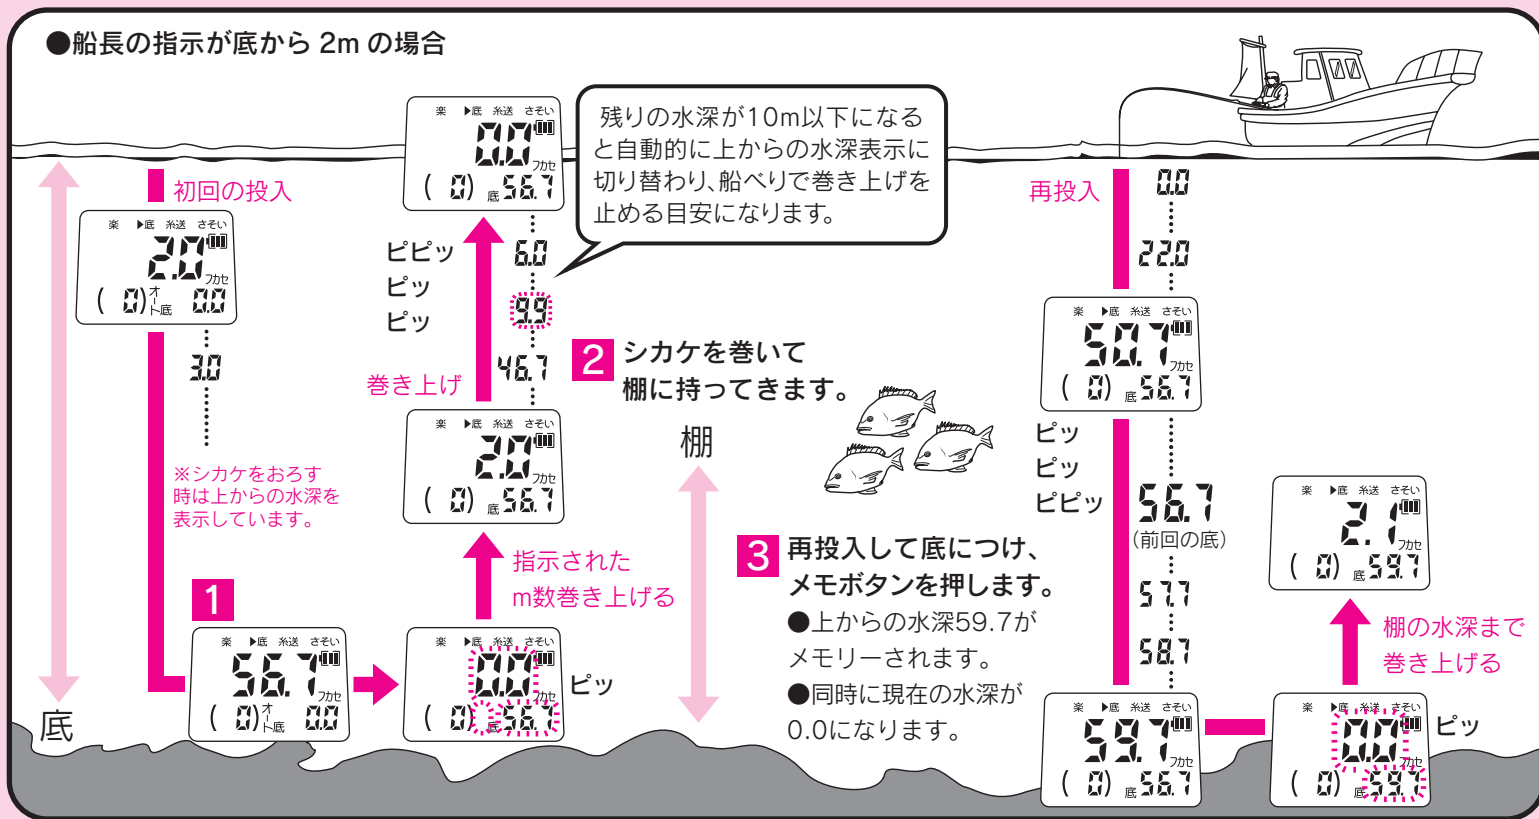 ●船長の指示が底から 2m の場合
初回の投入
楽 ▶底 糸送 さそい
2.0
フカセ
( 0) オート底 0.0
3.0
※シカケをおろす
時は上からの水深を
表示しています。
底
1
楽 ▶底 糸送 さそい
56.7
フカセ
( 0) オート底 0.0
楽 ▶底 糸送 さそい
0.0
フカセ
( 0) 底 56.7
ピッ
指示された
m数巻き上げる
楽 ▶底 糸送 さそい
2.0
フカセ
( 0) 底 56.7
巻き上げ
46.7
9.9
6.0
ピピッ
ピッ
ピッ
楽 ▶底 糸送 さそい
0.0
フカセ
( 0) 底 56.7
残りの水深が10m以下になる
と自動的に上からの水深表示に
切り替わり、船べりで巻き上げを
止める目安になります。
2 シカケを巻いて
棚に持ってきます。
棚
3 再投入して底につけ、
メモボタンを押します。
●上からの水深59.7が
メモリーされます。
●同時に現在の水深が
0.0になります。
再投入
0.0
22.0
楽 ▶底 糸送 さそい
50.7
フカセ
( 0) 底 56.7
ピッ
ピッ
ピピッ
56.7
(前回の底)
57.7
58.7
楽 ▶底 糸送 さそい
59.7
フカセ
( 0) 底 56.7
楽 ▶底 糸送 さそい
0.0
フカセ
( 0) 底 59.7
ピッ
棚の水深まで
巻き上げる
楽 ▶底 糸送 さそい
2.1
フカセ
( 0) 底 59.7